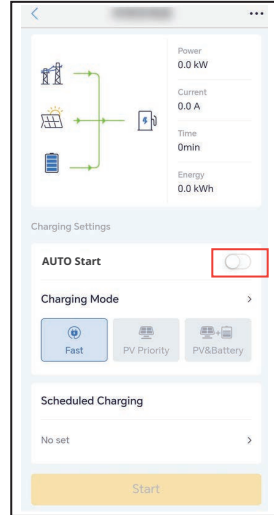 Power
0.0 kW
Current
0.0 A
Time
0min
Energy
0.0 kWh
Charging Settings
AUTO Start
Charging Mode
Fast
PV Priority
PV&Battery
Scheduled Charging
No set
Start